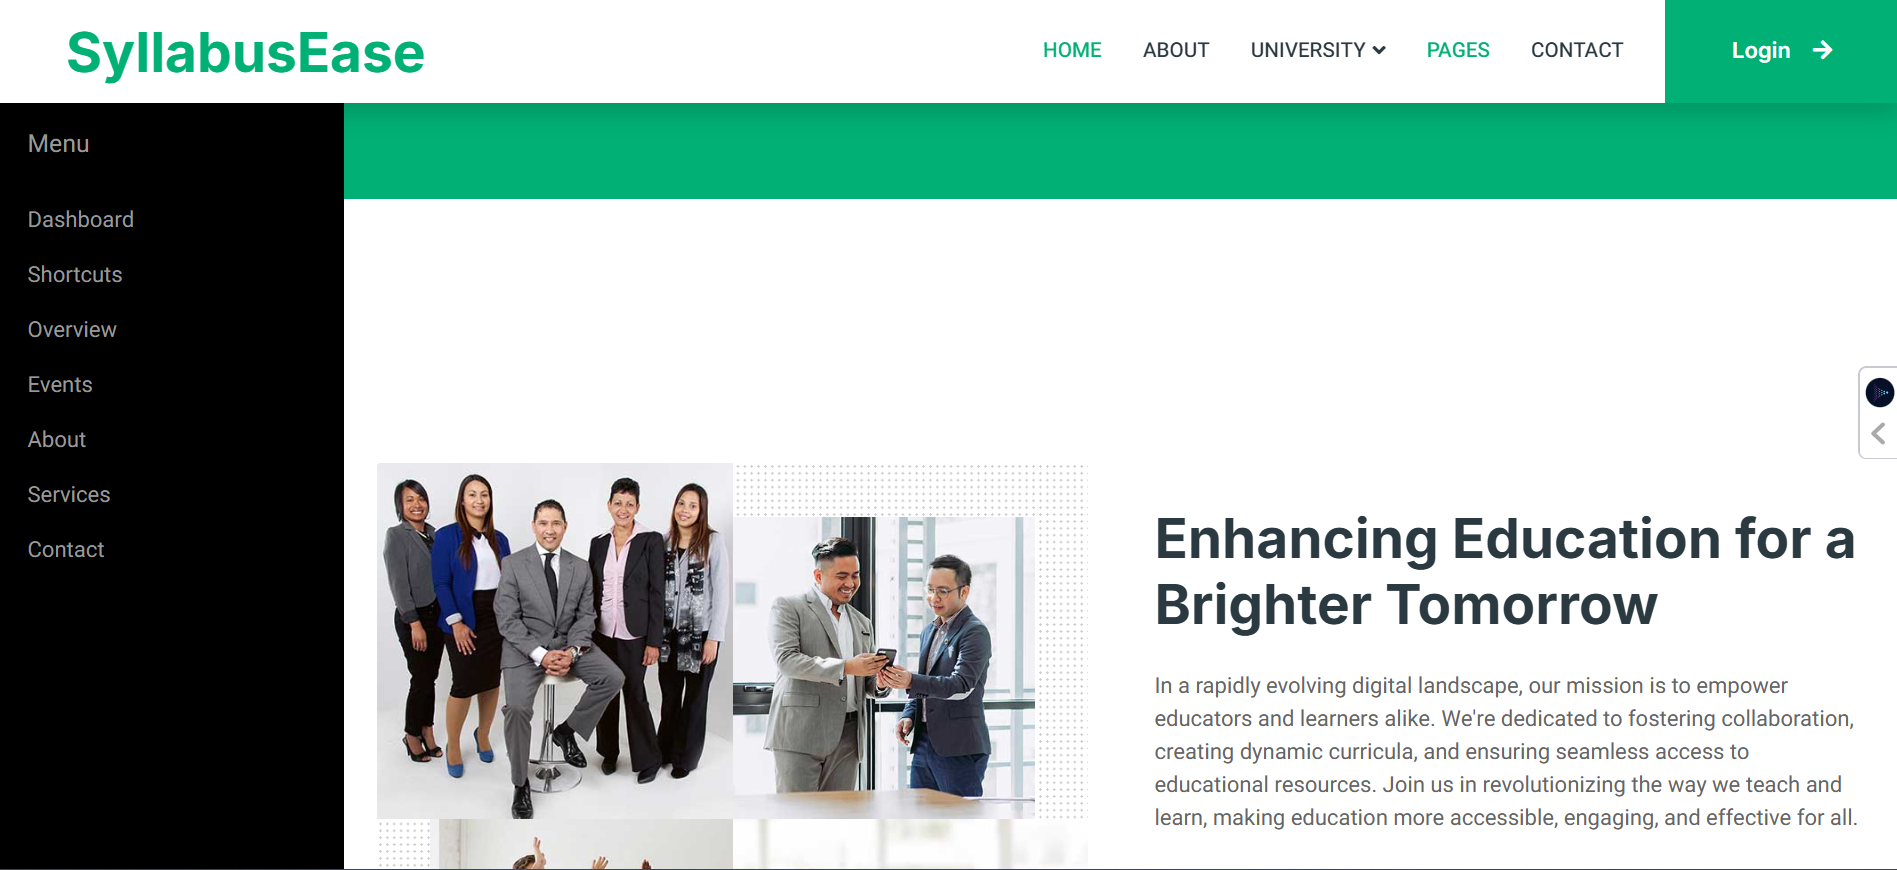 SyllabusEase
HOME ABOUT UNIVERSITY PAGES CONTACT
Login
Menu
Dashboard
Shortcuts
Overview
Events
About
Services
Contact
Enhancing Education for a
Brighter Tomorrow
In a rapidly evolving digital landscape, our mission is to empower
educators and learners alike. We're dedicated to fostering collaboration,
creating dynamic curricula, and ensuring seamless access to
educational resources. Join us in revolutionizing the way we teach and
learn, making education more accessible, engaging, and effective for all.